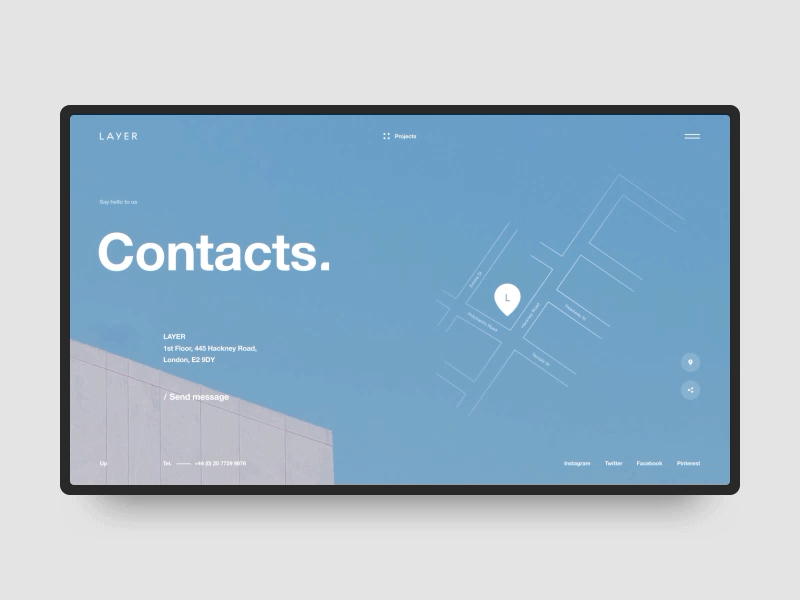 LAYER
Projects
Say hello to us
Contacts.
L
LAYER
1st Floor, 445 Hackney Road,
London, E2 9DY
/ Send message
Up
Tel.
+44 (0) 20 7729 9876
Instagram
Twitter
Facebook
Pinterest